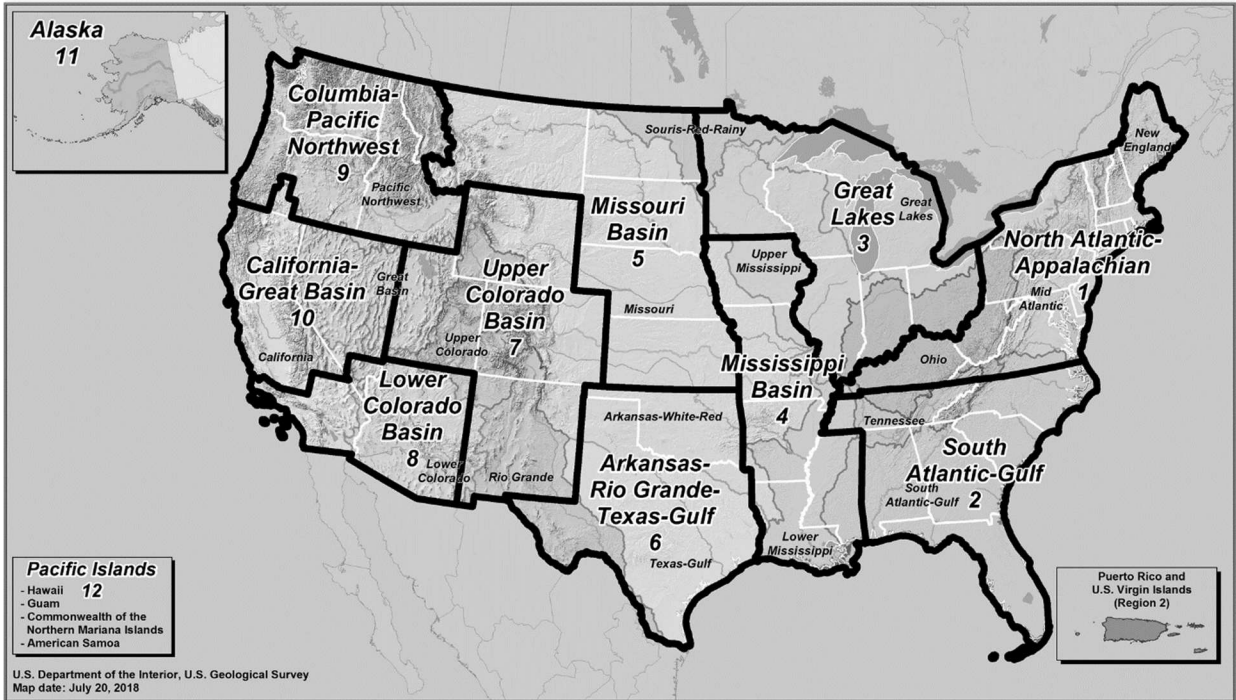 Alaska
11
Columbia-
Pacific
Northwest
9
Pacific
Northwest
Souris-Red-Rainy
Missouri
Basin
5
Missouri
Great
Lakes
3
Great
Lakes
New
England
North Atlantic-
Appalachian
1
Mid
Atlantic
Upper
Mississippi
California-
Great Basin
10
Great
Basin
California
Upper
Colorado
Basin
7
Upper
Colorado
Ohio
Mississippi
Basin
4
Lower
Colorado
Basin
8
Lower
Colorado
Rio Grande
Arkansas-White-Red
Arkansas-
Rio Grande-
Texas-Gulf
6
Texas-Gulf
Tennessee
South
Atlantic-Gulf
2
South
Atlantic-Gulf
Lower
Mississippi
Pacific Islands
12
- Hawaii
- Guam
- Commonwealth of the
Northern Mariana Islands
- American Samoa
Puerto Rico and
U.S. Virgin Islands
(Region 2)
U.S. Department of the Interior, U.S. Geological Survey
Map date: July 20, 2018